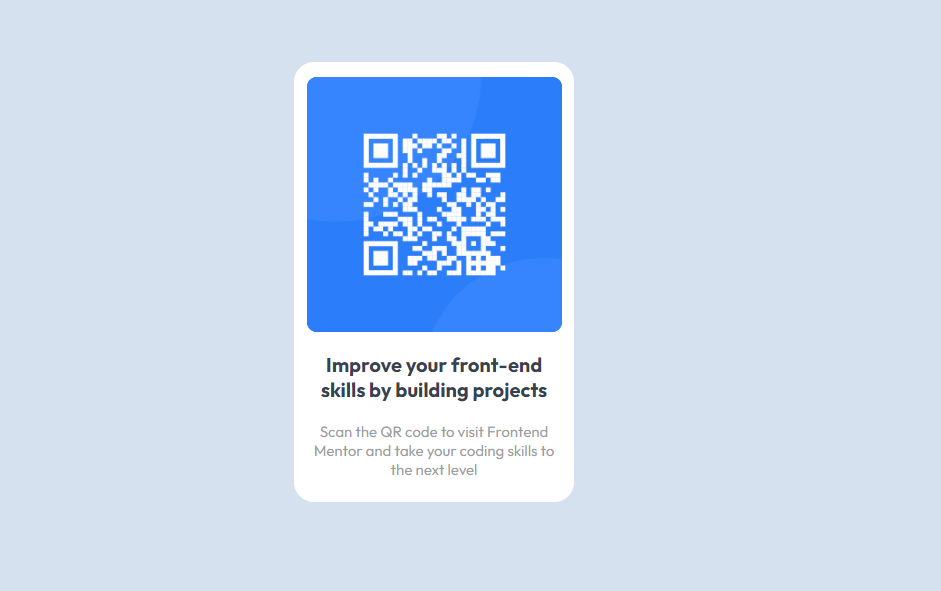 Improve your front-end
skills by building projects
Scan the QR code to visit Frontend
Mentor and take your coding skills to
the next level